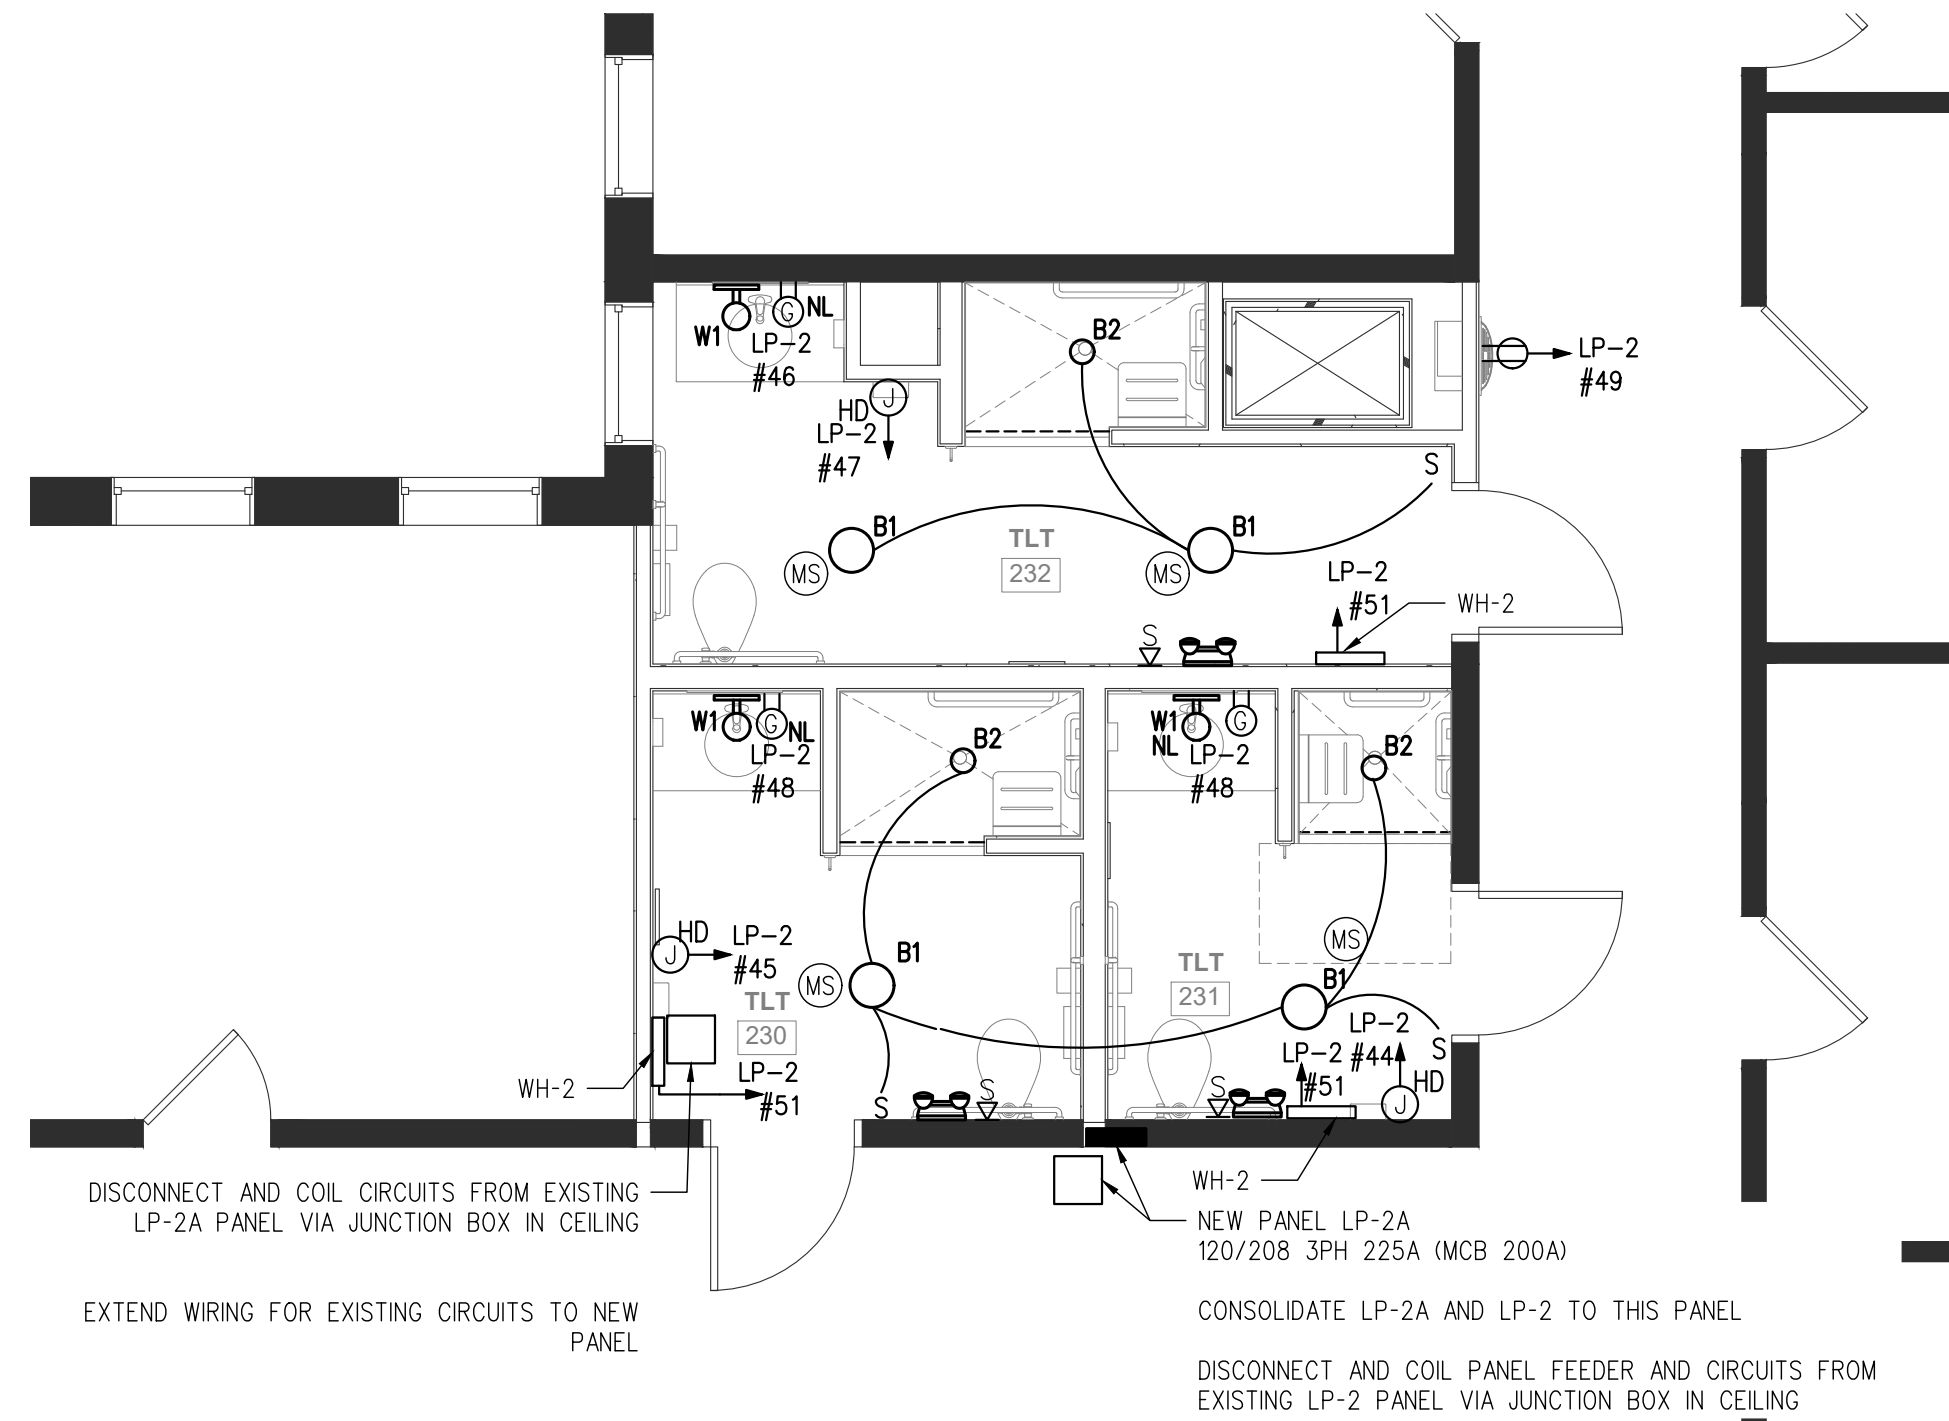 W1
G
NL
LP-2
#46
B2
LP-2
#49
J
HD
LP-2
#47
S
B1
MS
TLT
232
B1
MS
LP-2
#51
WH-2
S
W1
G
NL
LP-2
#48
B2
W1
NL
G
LP-2
#48
B2
J
HD
LP-2
#45
MS
B1
TLT
230
WH-2
LP-2
#51
S
S
MS
TLT
231
B1
LP-2
#44
S
LP-2
#51
HD
J
S
WH-2
DISCONNECT AND COIL CIRCUITS FROM EXISTING
LP-2A PANEL VIA JUNCTION BOX IN CEILING
EXTEND WIRING FOR EXISTING CIRCUITS TO NEW
PANEL
NEW PANEL LP-2A
120/208 3PH 225A (MCB 200A)
CONSOLIDATE LP-2A AND LP-2 TO THIS PANEL
DISCONNECT AND COIL PANEL FEEDER AND CIRCUITS FROM
EXISTING LP-2 PANEL VIA JUNCTION BOX IN CEILING